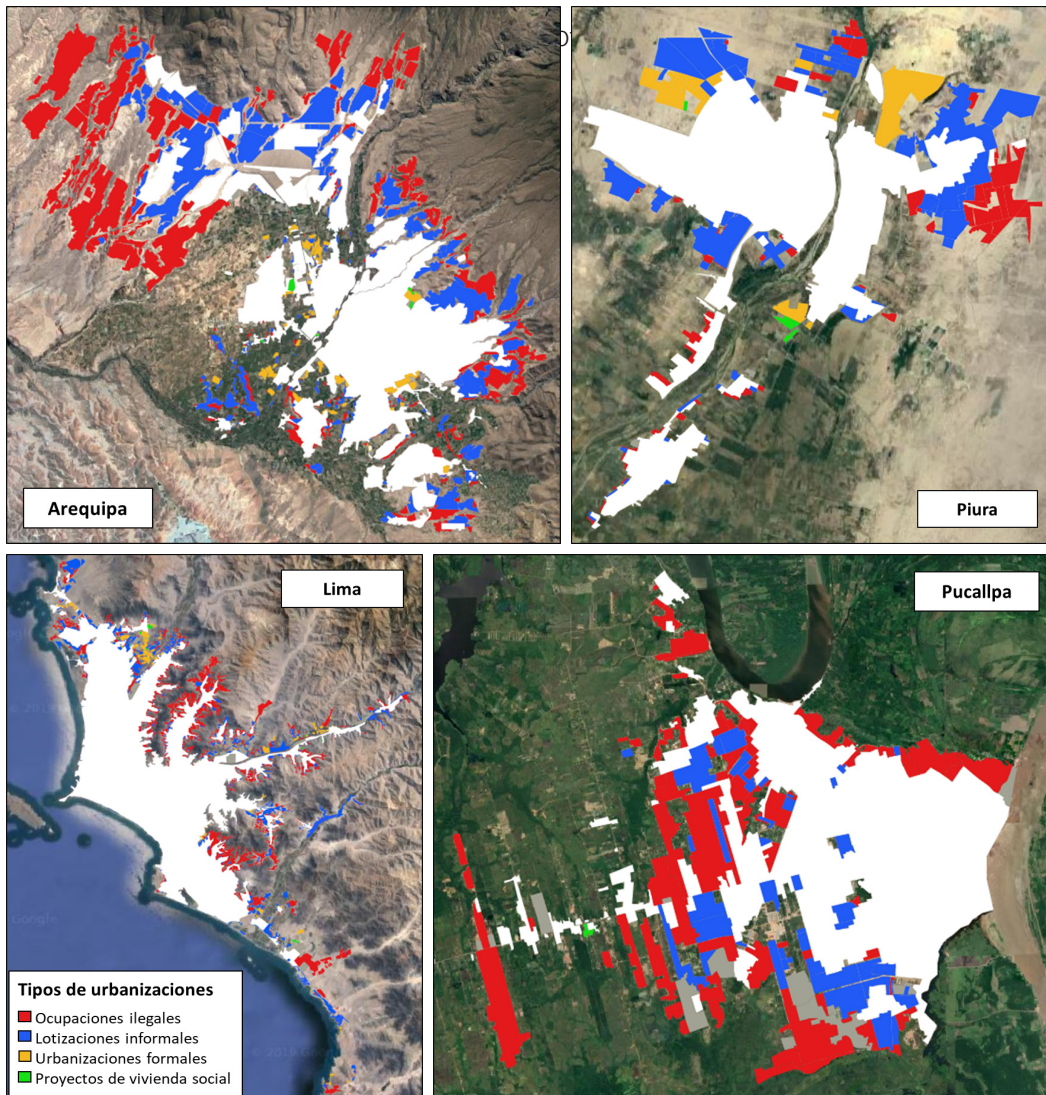 Arequipa
Piura
Lima
Pucallpa
Tipos de urbanizaciones
Ocupaciones ilegales
Lotizaciones informales
Urbanizaciones formales
Proyectos de vivienda social